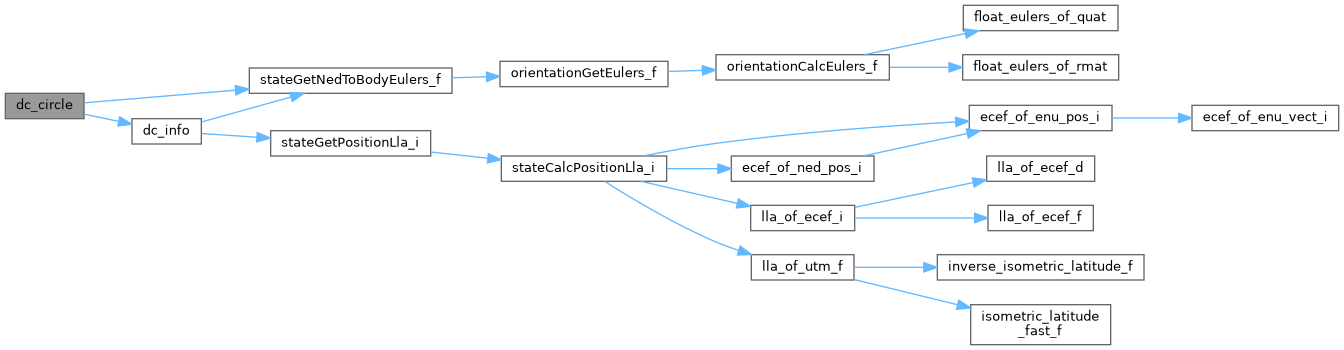 dc_circle
stateGetNedToBodyEulers_f
dc_info
stateGetPositionLla_i
orientationGetEulers_f
stateCalcPositionLla_i
orientationCalcEulers_f
float_eulers_of_quat
float_eulers_of_rmat
ecef_of_enu_pos_i
ecef_of_enu_vect_i
ecef_of_ned_pos_i
lla_of_ecef_i
lla_of_ecef_d
lla_of_ecef_f
lla_of_utm_f
inverse_isometric_latitude_f
isometric_latitude
_fast_f